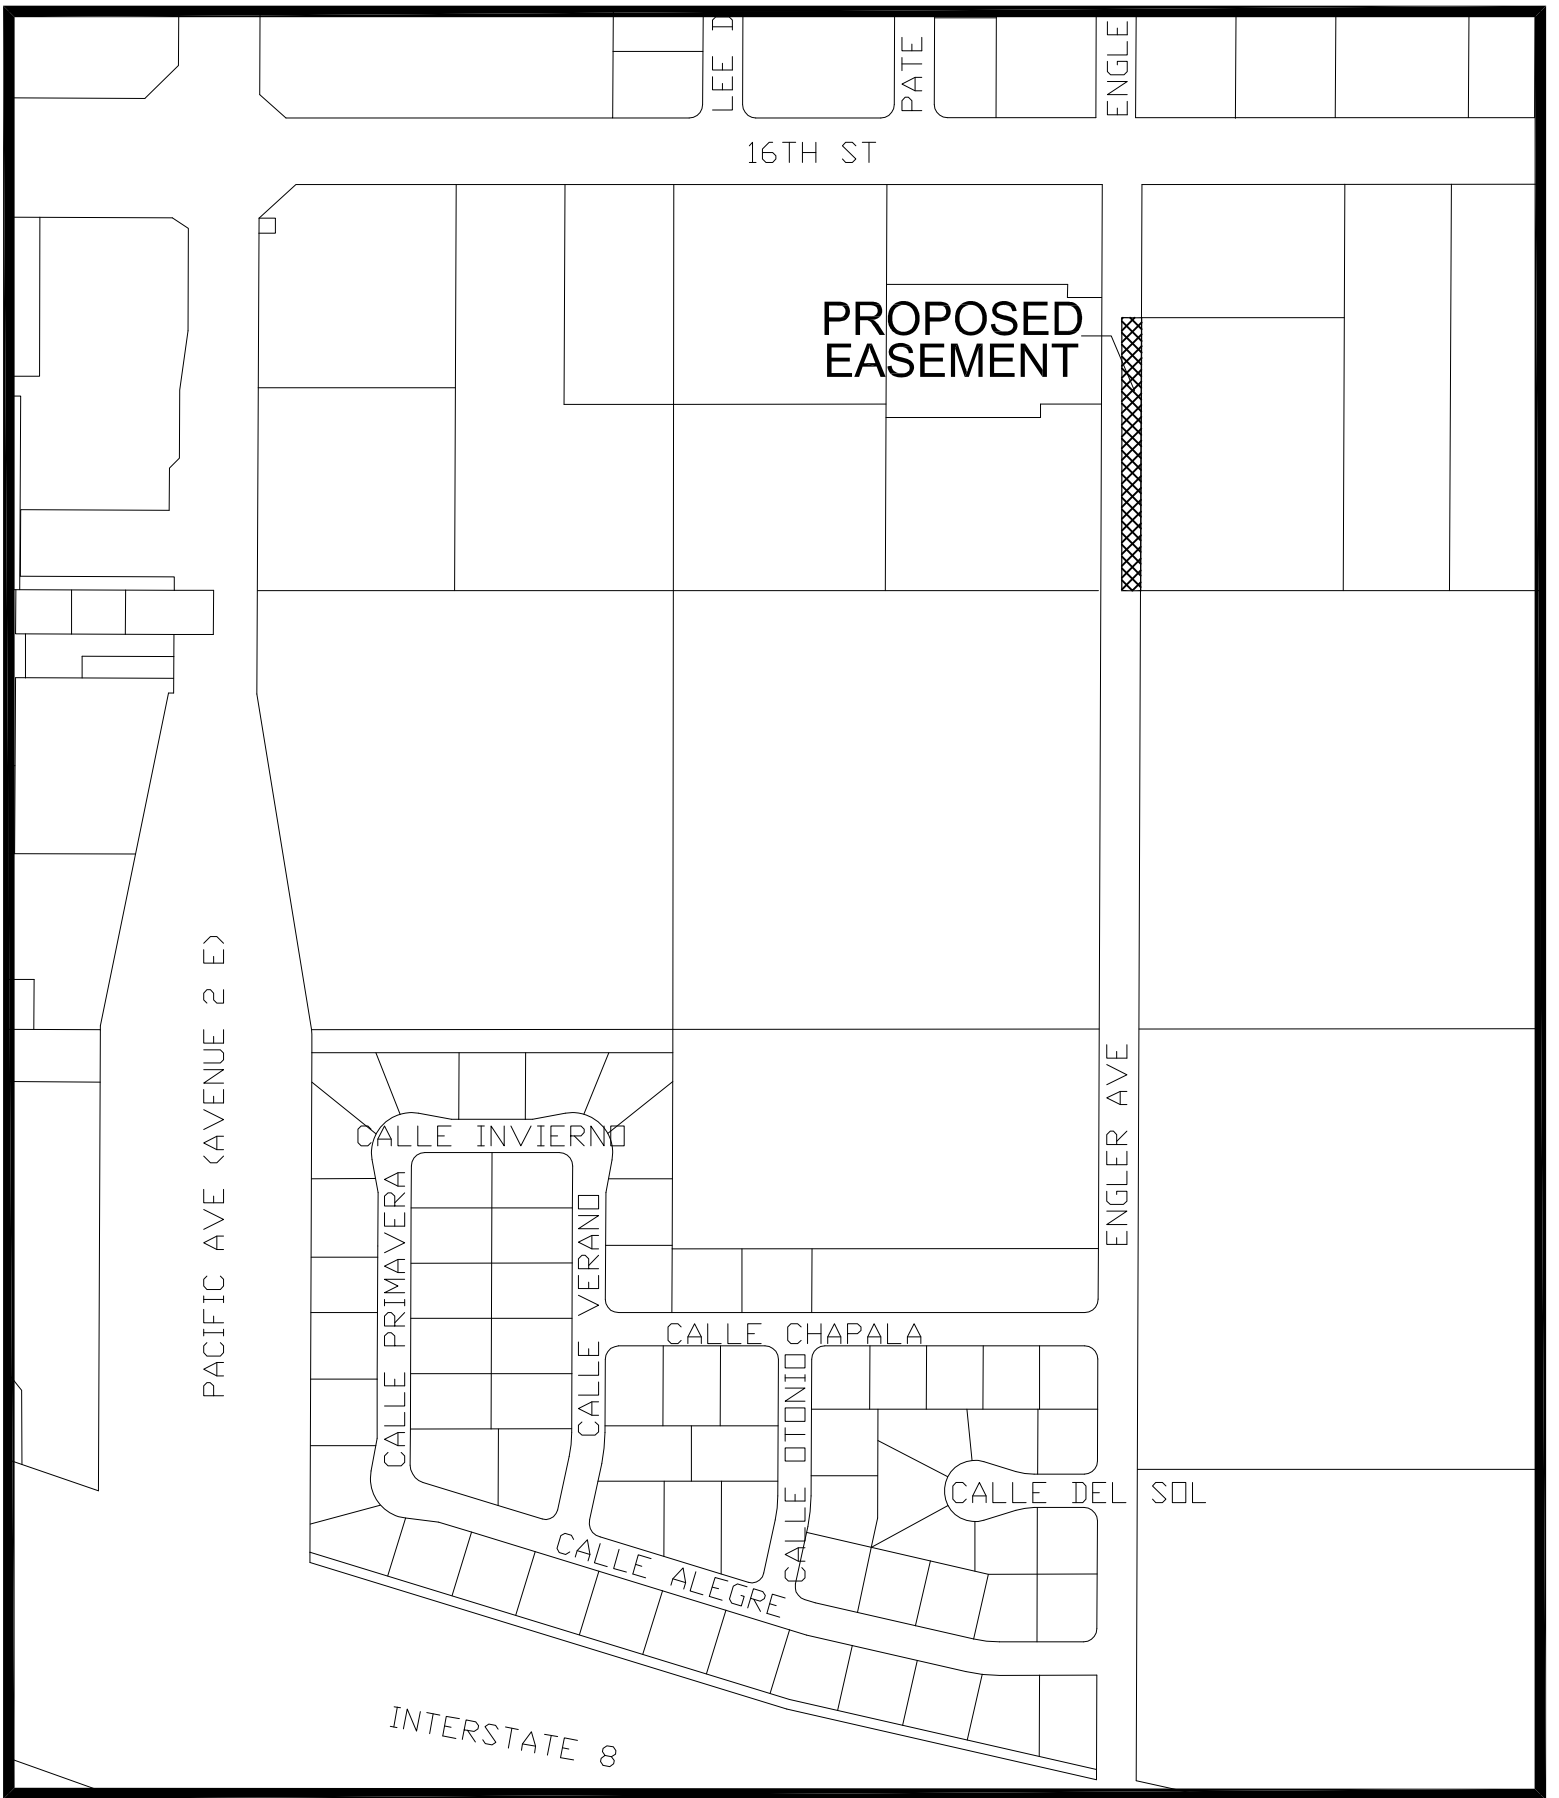 LEE D
PATE
ENGLE
16TH ST
PROPOSED
EASEMENT
PACIFIC AVE (AVENUE 2 E)
ENGLER AVE
CALLE INVIERNO
CALLE PRIMAVERA
CALLE VERANO
CALLE CHAPALA
CALLE OTONIO
CALLE DEL SOL
CALLE ALEGRE
INTERSTATE 8